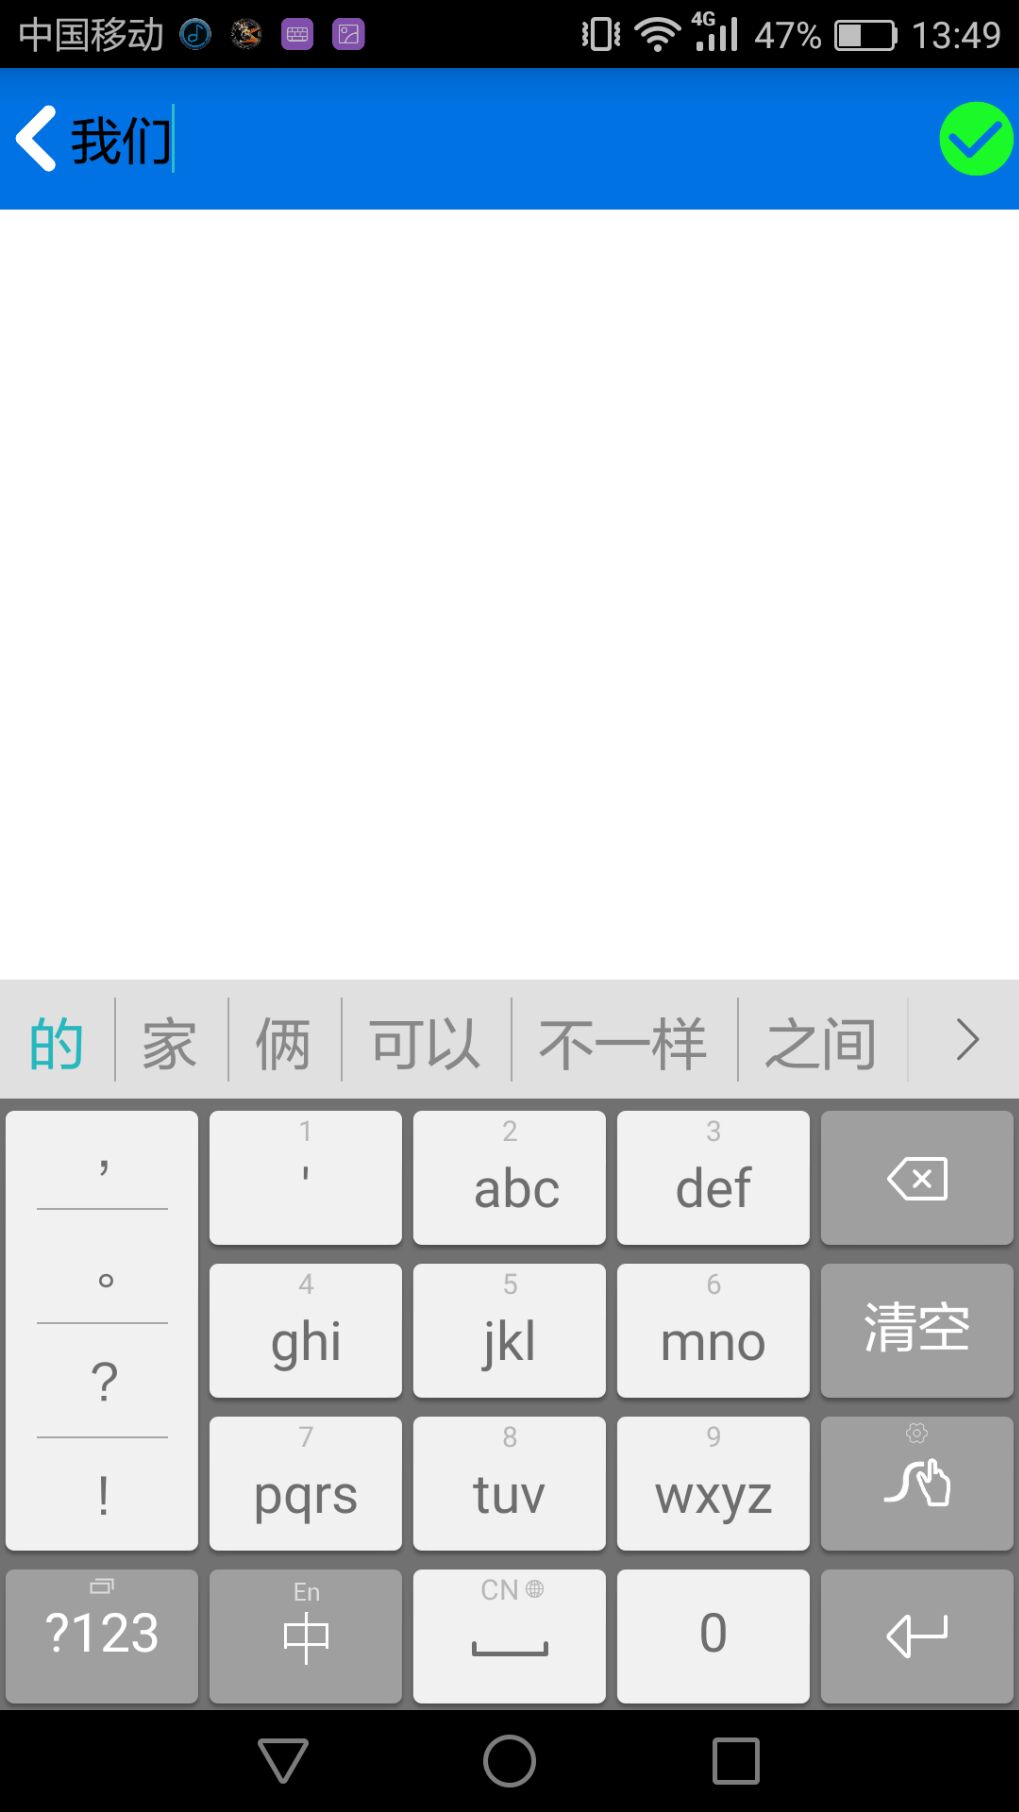 中国移动 4G 47% 13:49
我们
的 家 俩 可以 不一样 之间
, 1 ' 2 abc 3 def
。 4 ghi 5 jkl 6 mno 清空
?
! 7 pqrs 8 tuv 9 wxyz
?123 En 中 CN 0